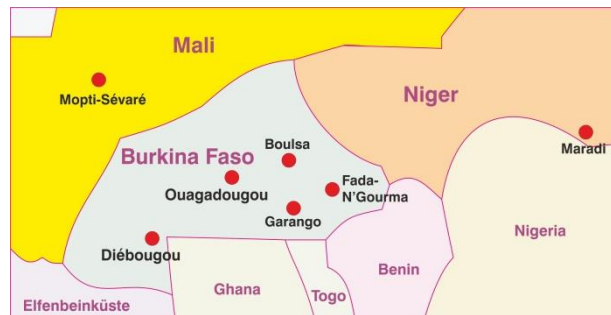 Mali
Mopti-Sévaré
Niger
Maradi
Boulsa
Burkina Faso
Ouagadougou
Fada-
N'Gourma
Garango
Diébougou
Nigeria
Benin
Ghana
Togo
Elfenbeinküste